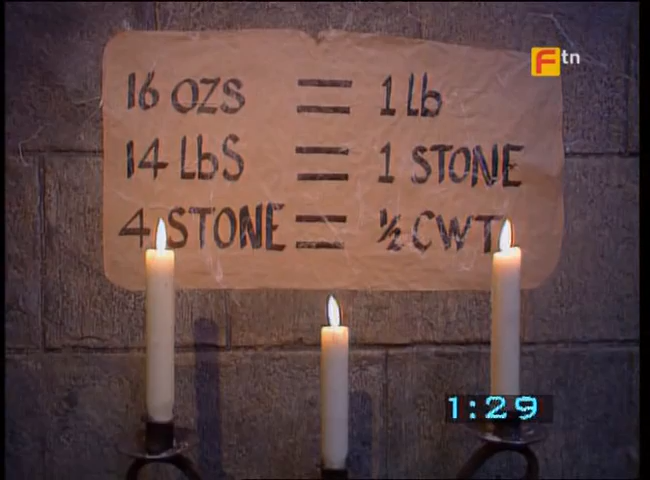 Ftn
16 OZS = 1 lb
14 LbS = 1 STONE
4 STONE = ½ CWT
1:29